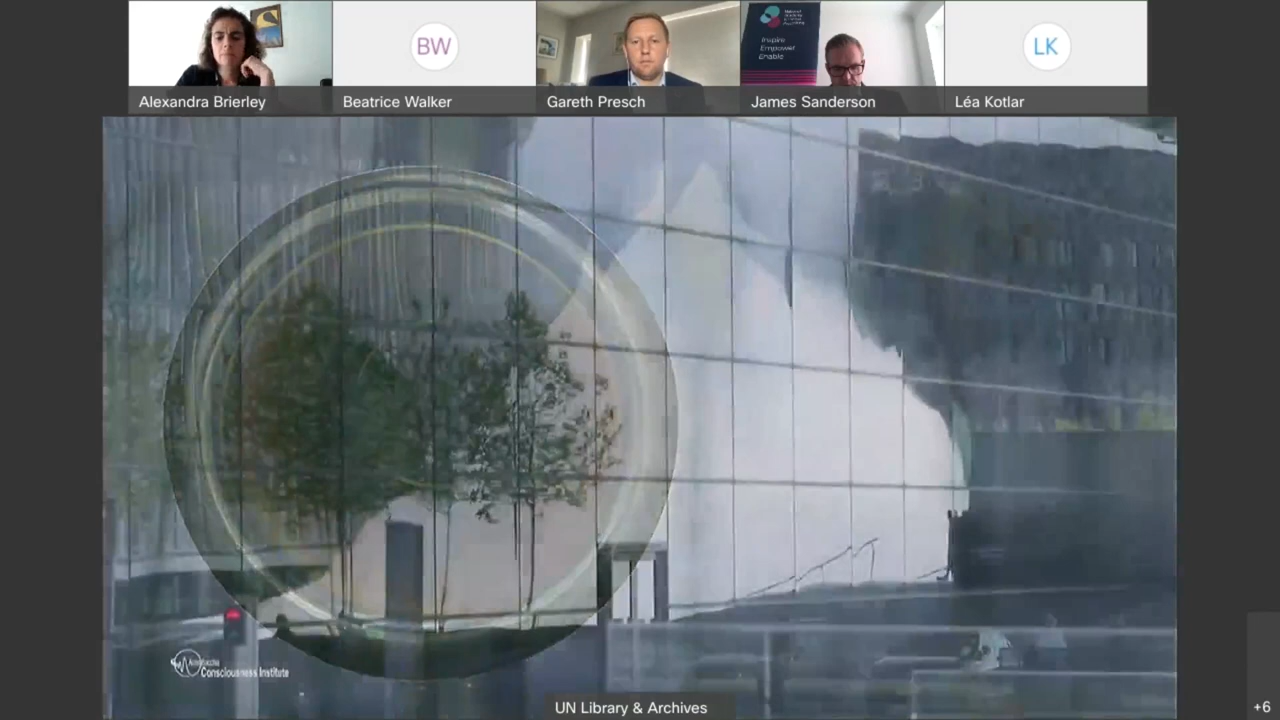 Inspire
Empower
Enable
Alexandra Brierley
BW
Beatrice Walker
Gareth Presch
James Sanderson
LK
Léa Kotlar
Consciousness Institute
UN Library & Archives
+6